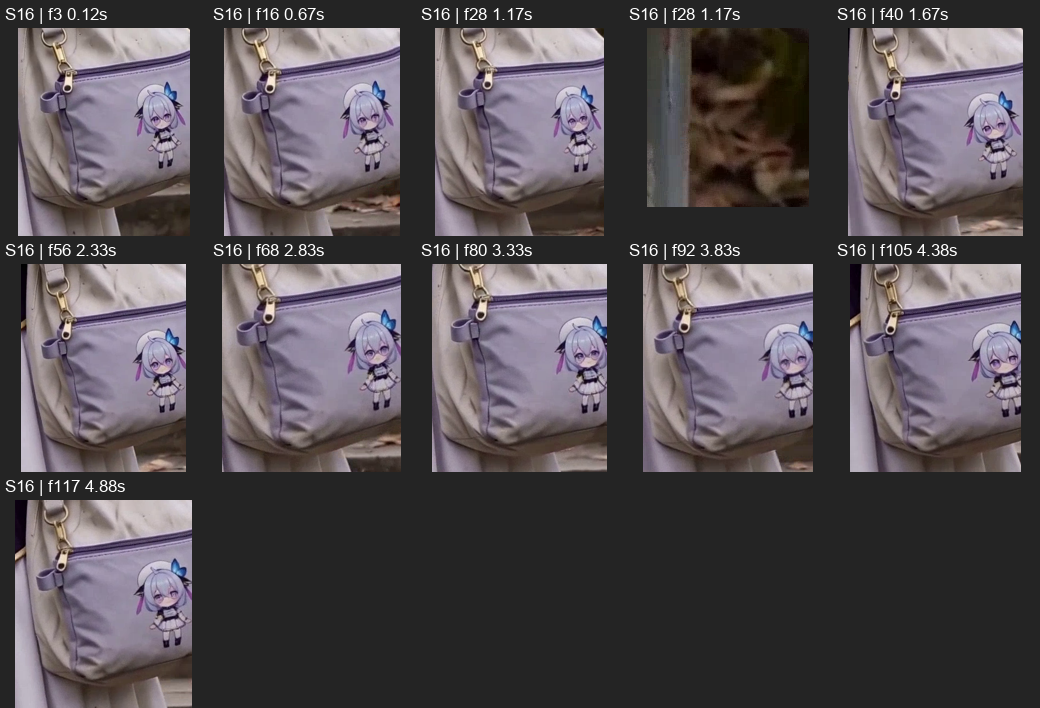 S16 | f3 0.12s
S16 | f16 0.67s
S16 | f28 1.17s
S16 | f28 1.17s
S16 | f40 1.67s
S16 | f56 2.33s
S16 | f68 2.83s
S16 | f80 3.33s
S16 | f92 3.83s
S16 | f105 4.38s
S16 | f117 4.88s